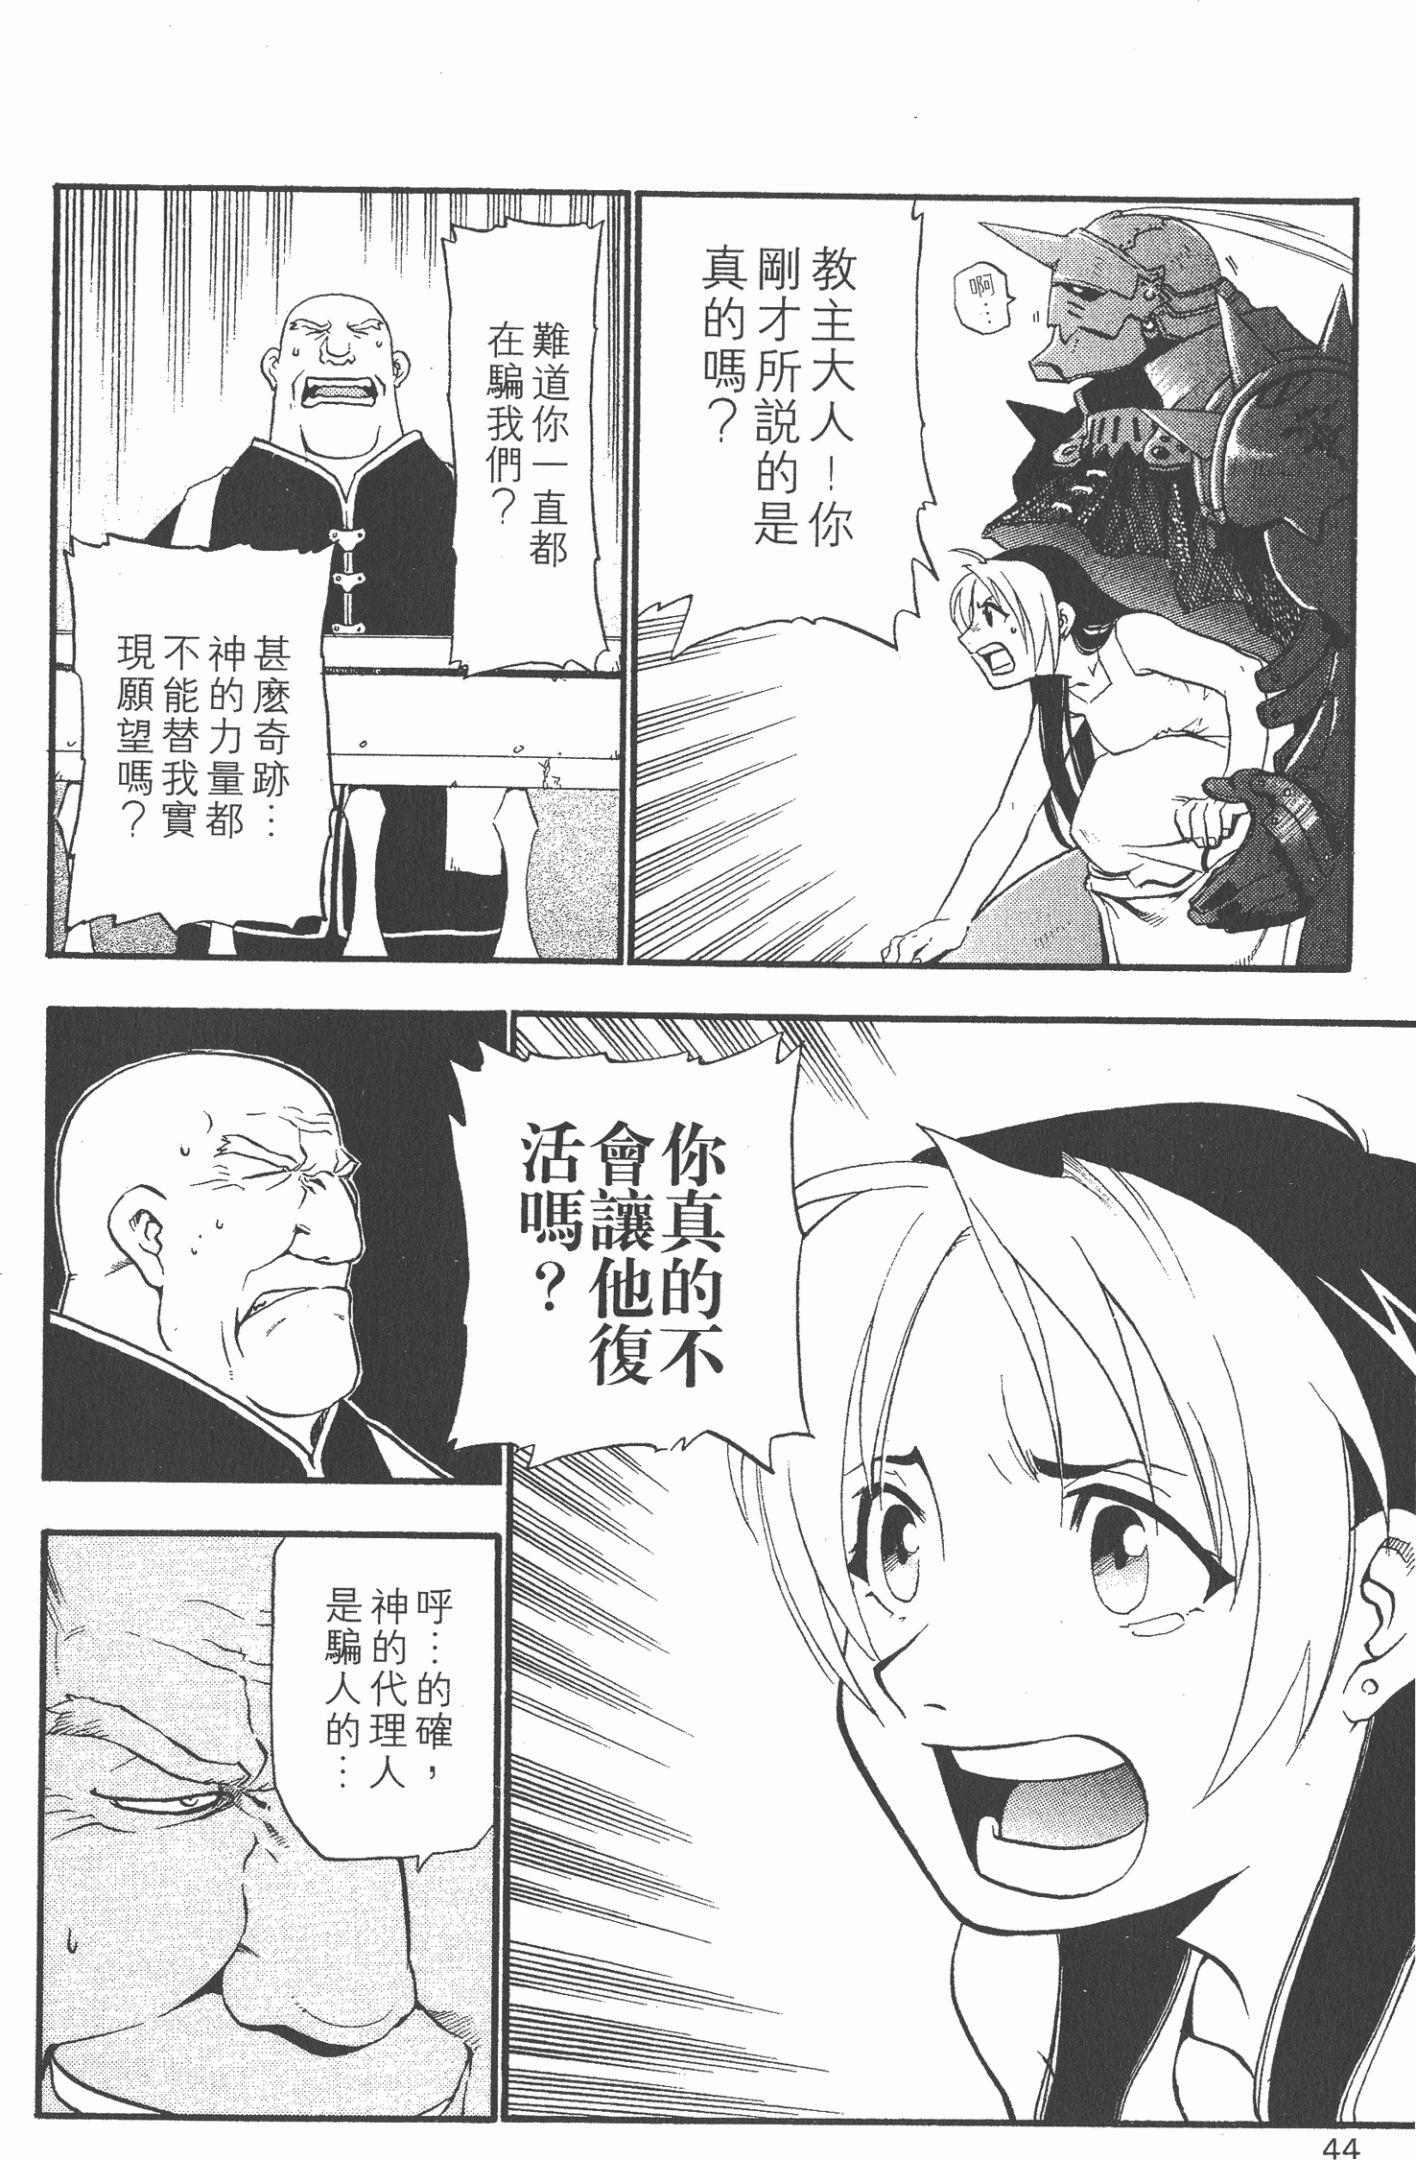 啊…
教主大人！你
剛才所説的是
真的嗎？
難道你一直都
在騙我們？
甚麼奇跡…
神的力量都
不能替我實
現願望嗎？
你真的不
會讓他復
活嗎？
呼…的確，
神的代理人
是騙人的…
44